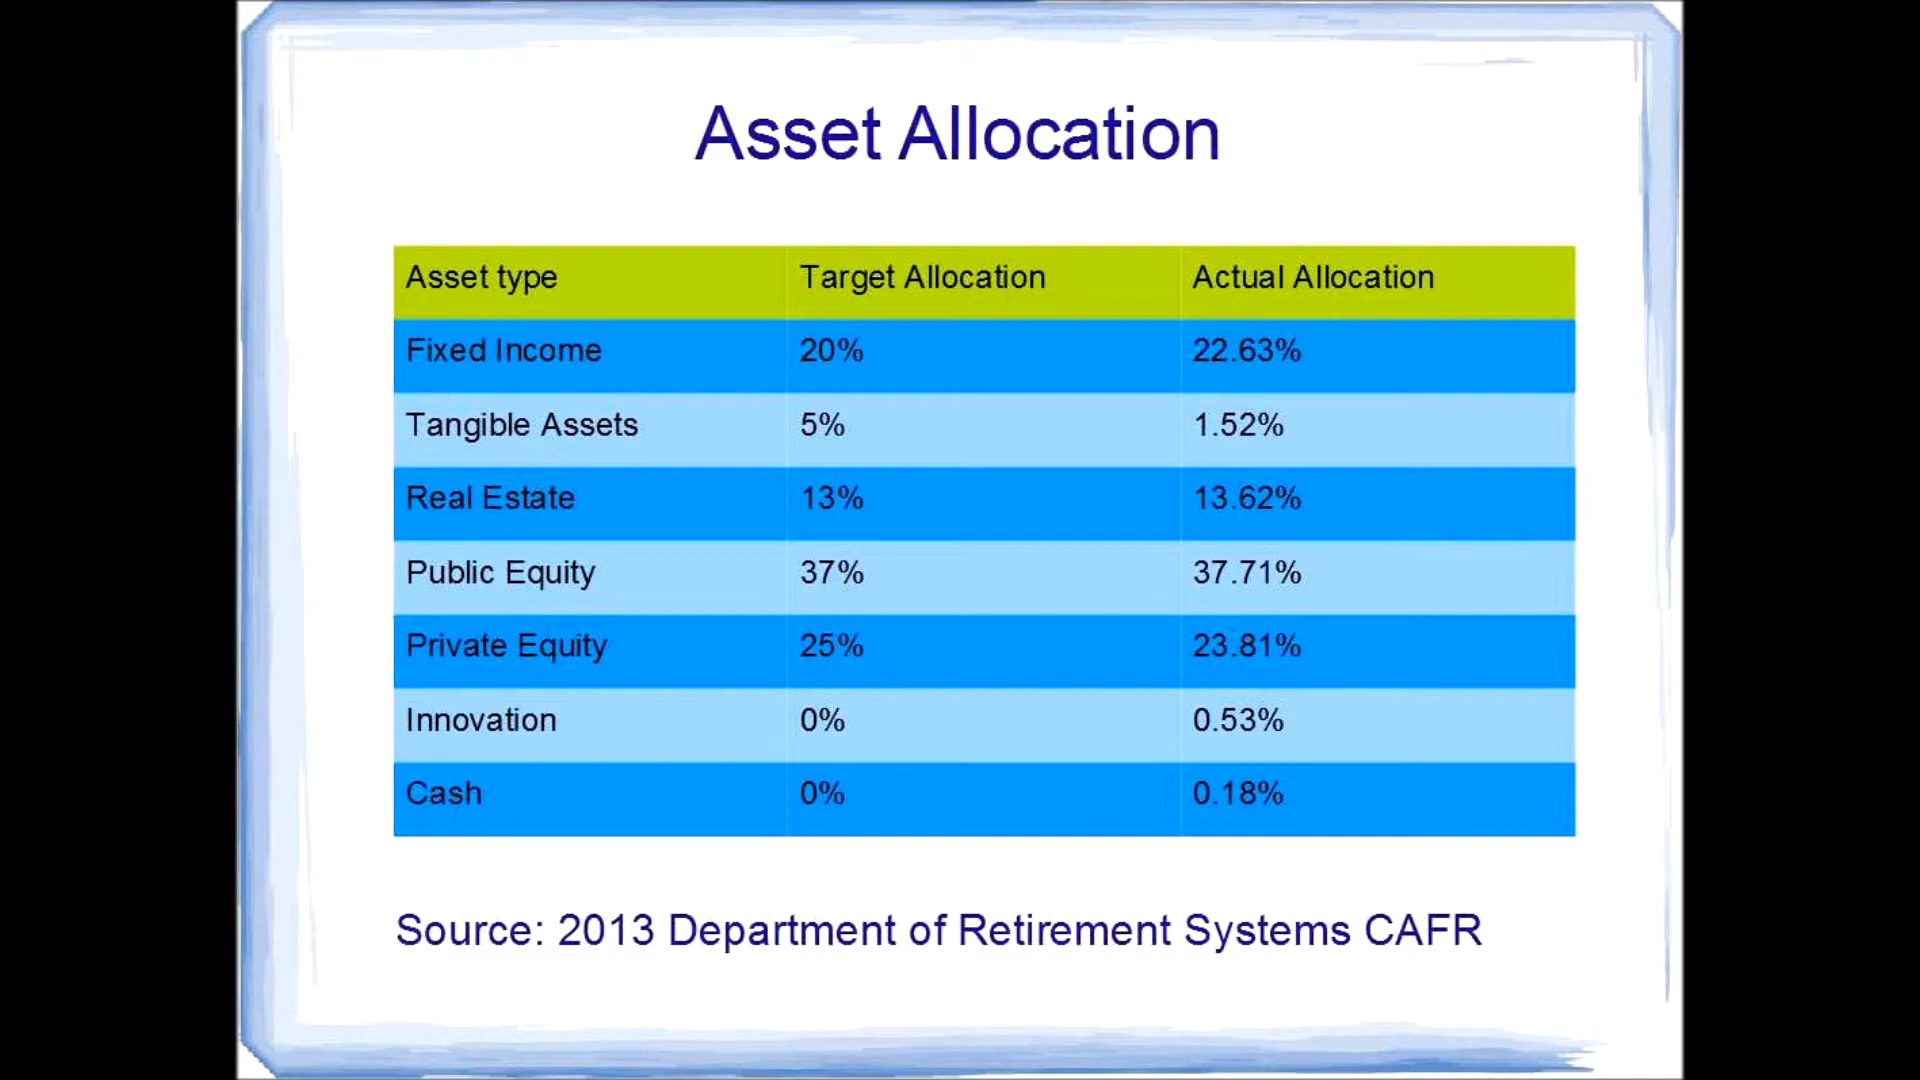 Asset Allocation
Asset type Target Allocation Actual Allocation
Fixed Income 20% 22.63%
Tangible Assets 5% 1.52%
Real Estate 13% 13.62%
Public Equity 37% 37.71%
Private Equity 25% 23.81%
Innovation 0% 0.53%
Cash 0% 0.18%
Source: 2013 Department of Retirement Systems CAFR